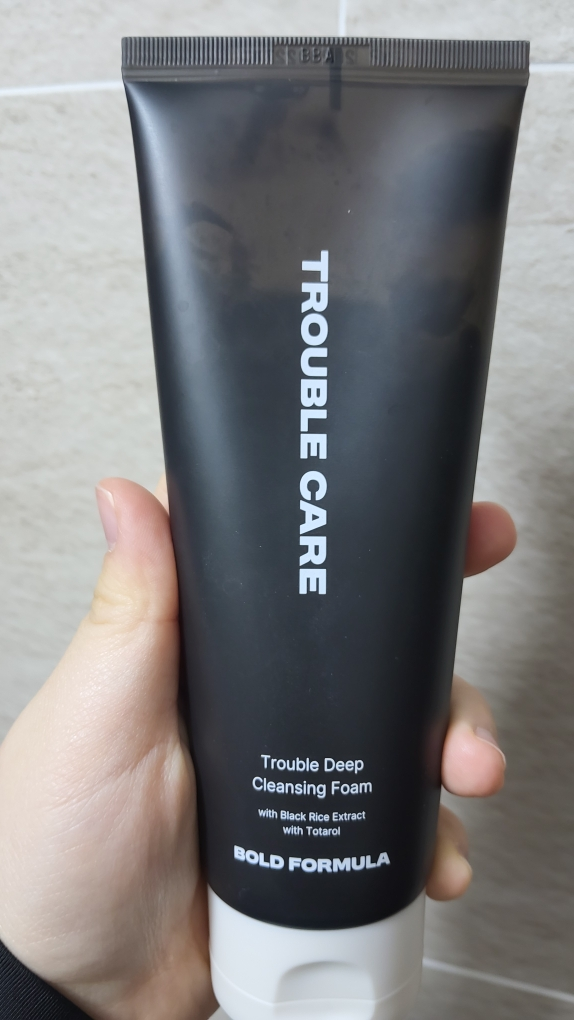 TROUBLE CARE
Trouble Deep
Cleansing Foam
with Black Rice Extract
with Totarol
BOLD FORMULA